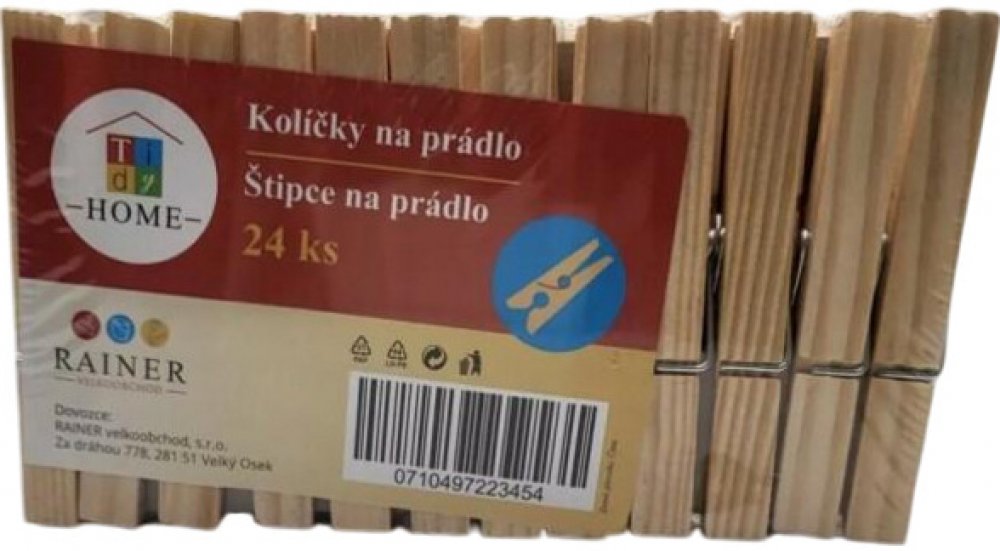 Tidy
HOME
Kolíčky na prádlo
Štipce na prádlo
24 ks
RAINER
VELKOOBCHOD
Dovozce:
RAINER velkoobchod, s.r.o.
Za dráhou 778, 281 51 Velký Osek
0710497223454